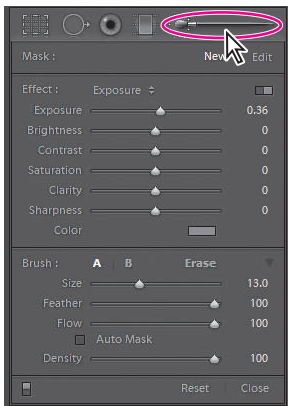 Mask : New Edit
Effect : Exposure
Exposure 0.36
Brightness 0
Contrast 0
Saturation 0
Clarity 0
Sharpness 0
Color
Brush : A B Erase
Size 13.0
Feather 100
Flow 100
Auto Mask
Density 100
Reset Close